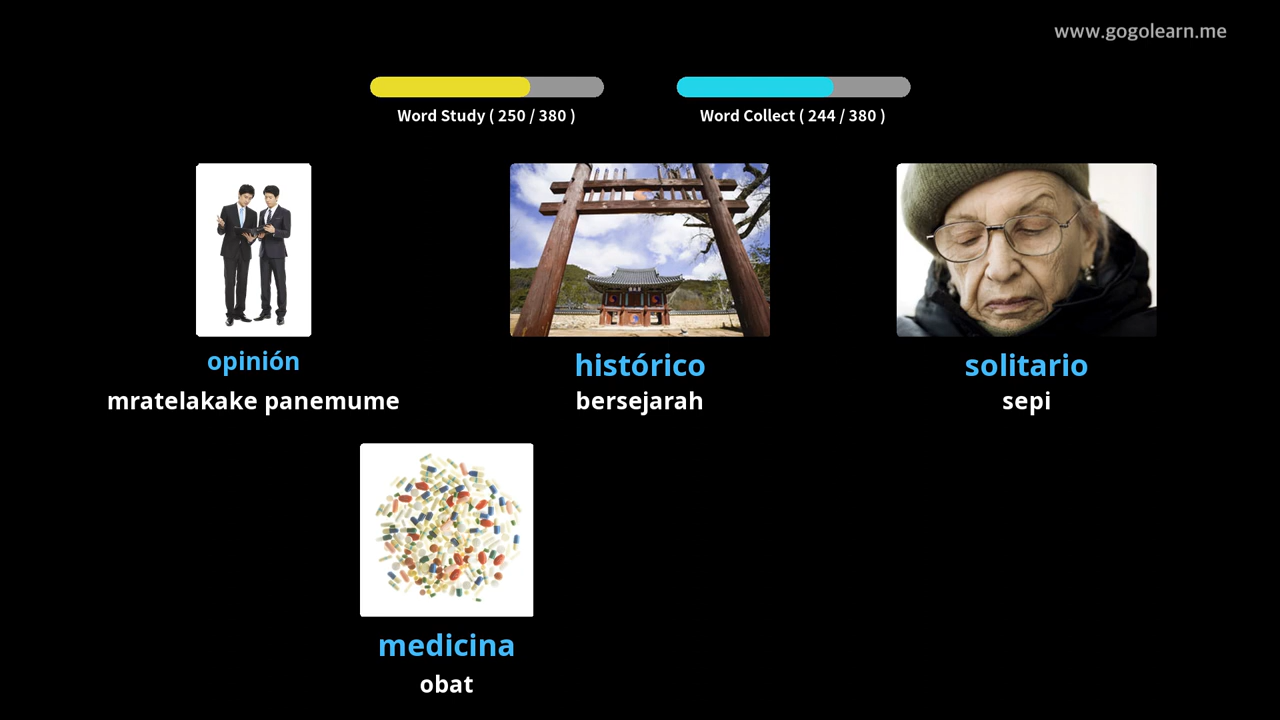 www.gogolearn.me
Word Study ( 250 / 380 )
Word Collect ( 244 / 380 )
opinión
mratelakake panemume
histórico
bersejarah
solitario
sepi
medicina
obat